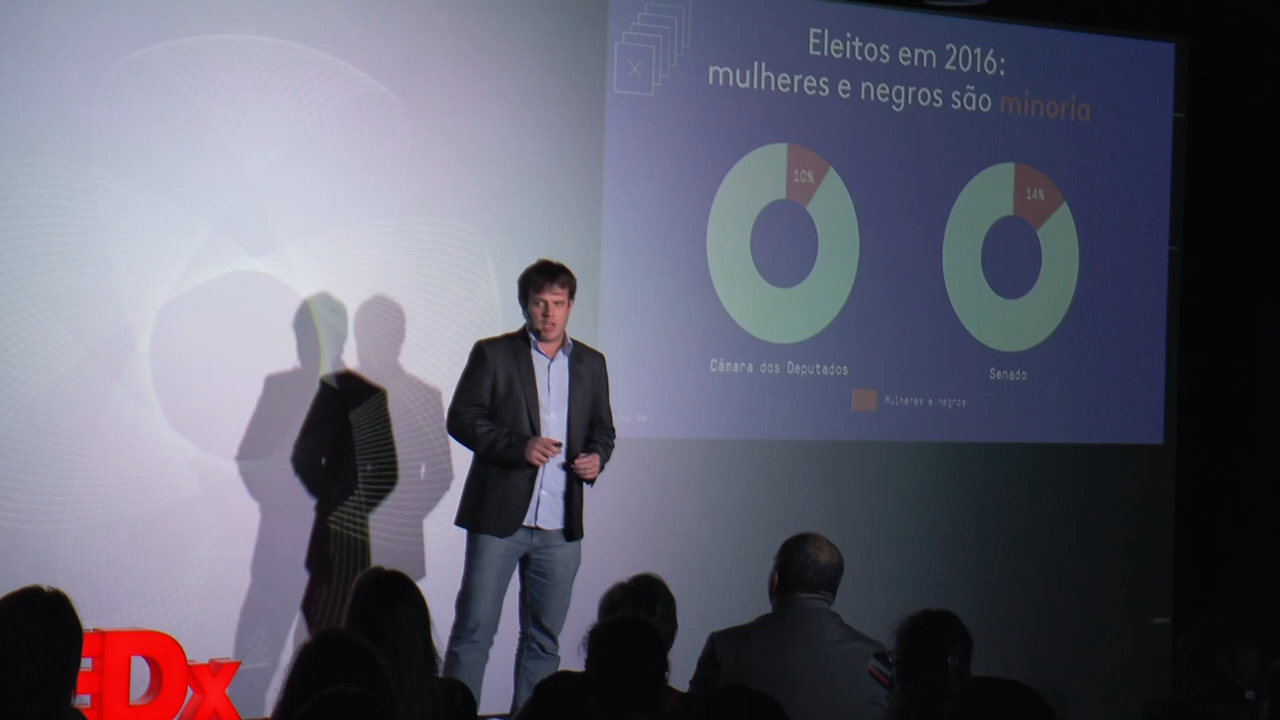 Eleitos em 2016:
mulheres e negros são minoria
10%
14%
Câmara dos Deputados
Senado
Mulheres e negros
EDx